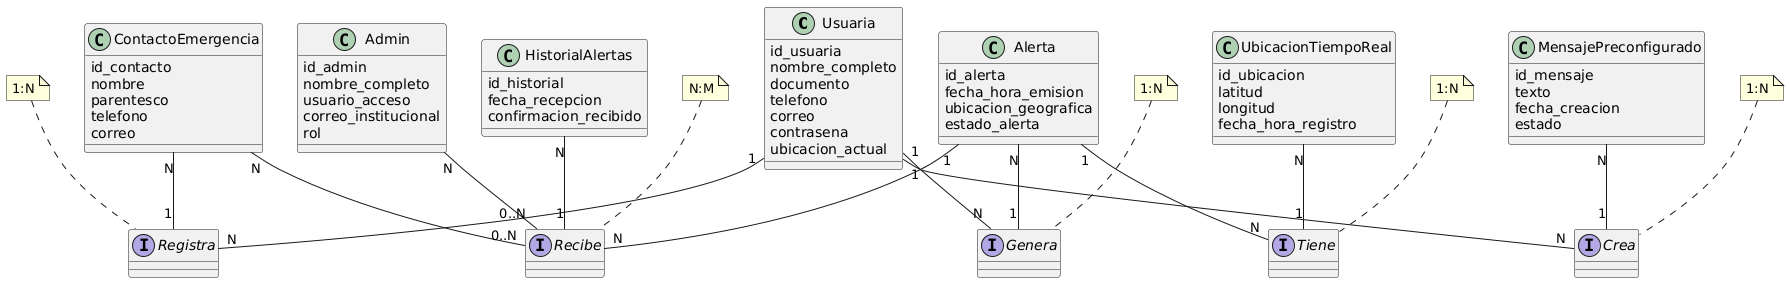 ContactoEmergencia
id_contacto
nombre
parentesco
telefono
correo
Admin
id_admin
nombre_completo
usuario_acceso
correo_institucional
rol
HistorialAlertas
id_historial
fecha_recepcion
confirmacion_recibido
Usuaria
id_usuaria
nombre_completo
documento
telefono
correo
contrasena
ubicacion_actual
Alerta
id_alerta
fecha_hora_emision
ubicacion_geografica
estado_alerta
UbicacionTiempoReal
id_ubicacion
latitud
longitud
fecha_hora_registro
MensajePreconfigurado
id_mensaje
texto
fecha_creacion
estado
1:N
N:M
1:N
1:N
1:N
N
N
N
N
1
1
1
1
N
1
N
N
1
0..N
0..N
1
N
N
N
1
N
1
N
1
Registra
Recibe
Genera
Tiene
Crea